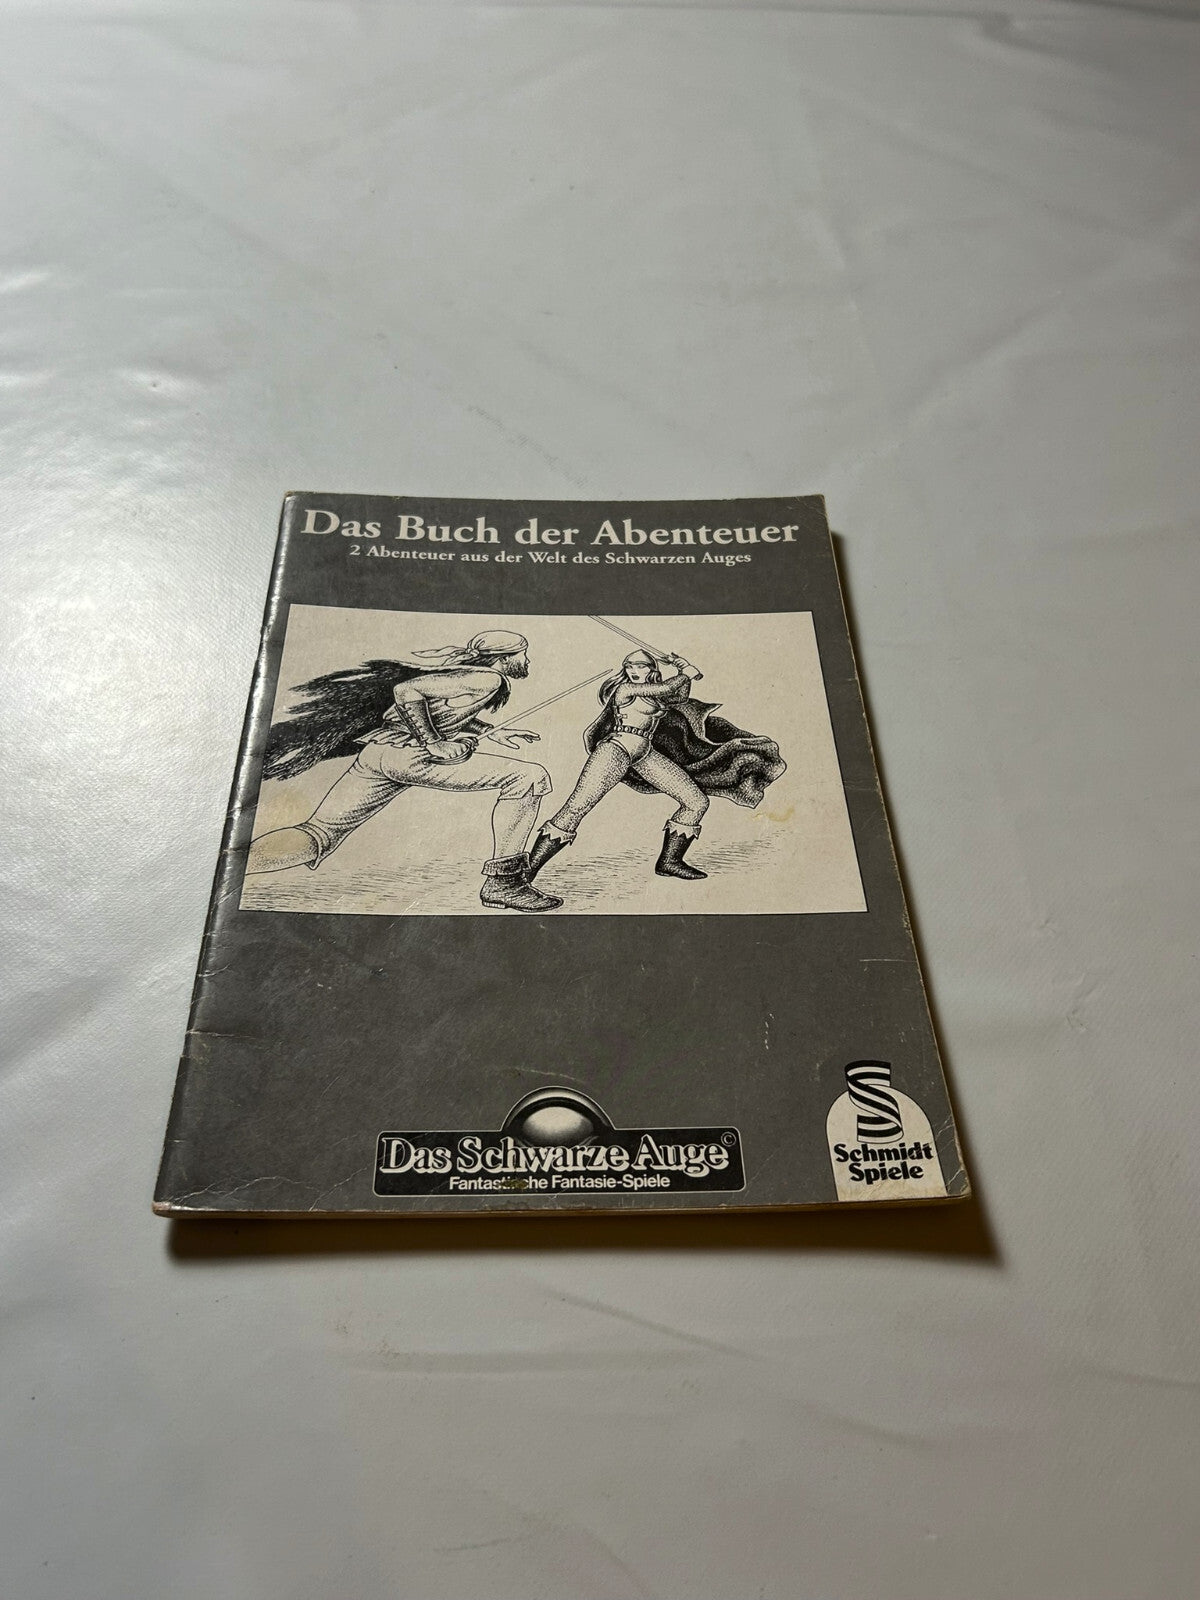 Das Buch der Abenteuer
2 Abenteuer aus der Welt des Schwarzen Auges
Das Schwarze Auge©
Fantastische Fantasie-Spiele
Schmidt
Spiele